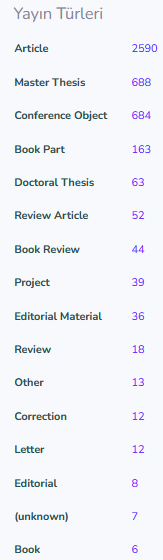 Yayın Türleri
Article 2590
Master Thesis 688
Conference Object 684
Book Part 163
Doctoral Thesis 63
Review Article 52
Book Review 44
Project 39
Editorial Material 36
Review 18
Other 13
Correction 12
Letter 12
Editorial 8
(unknown) 7
Book 6